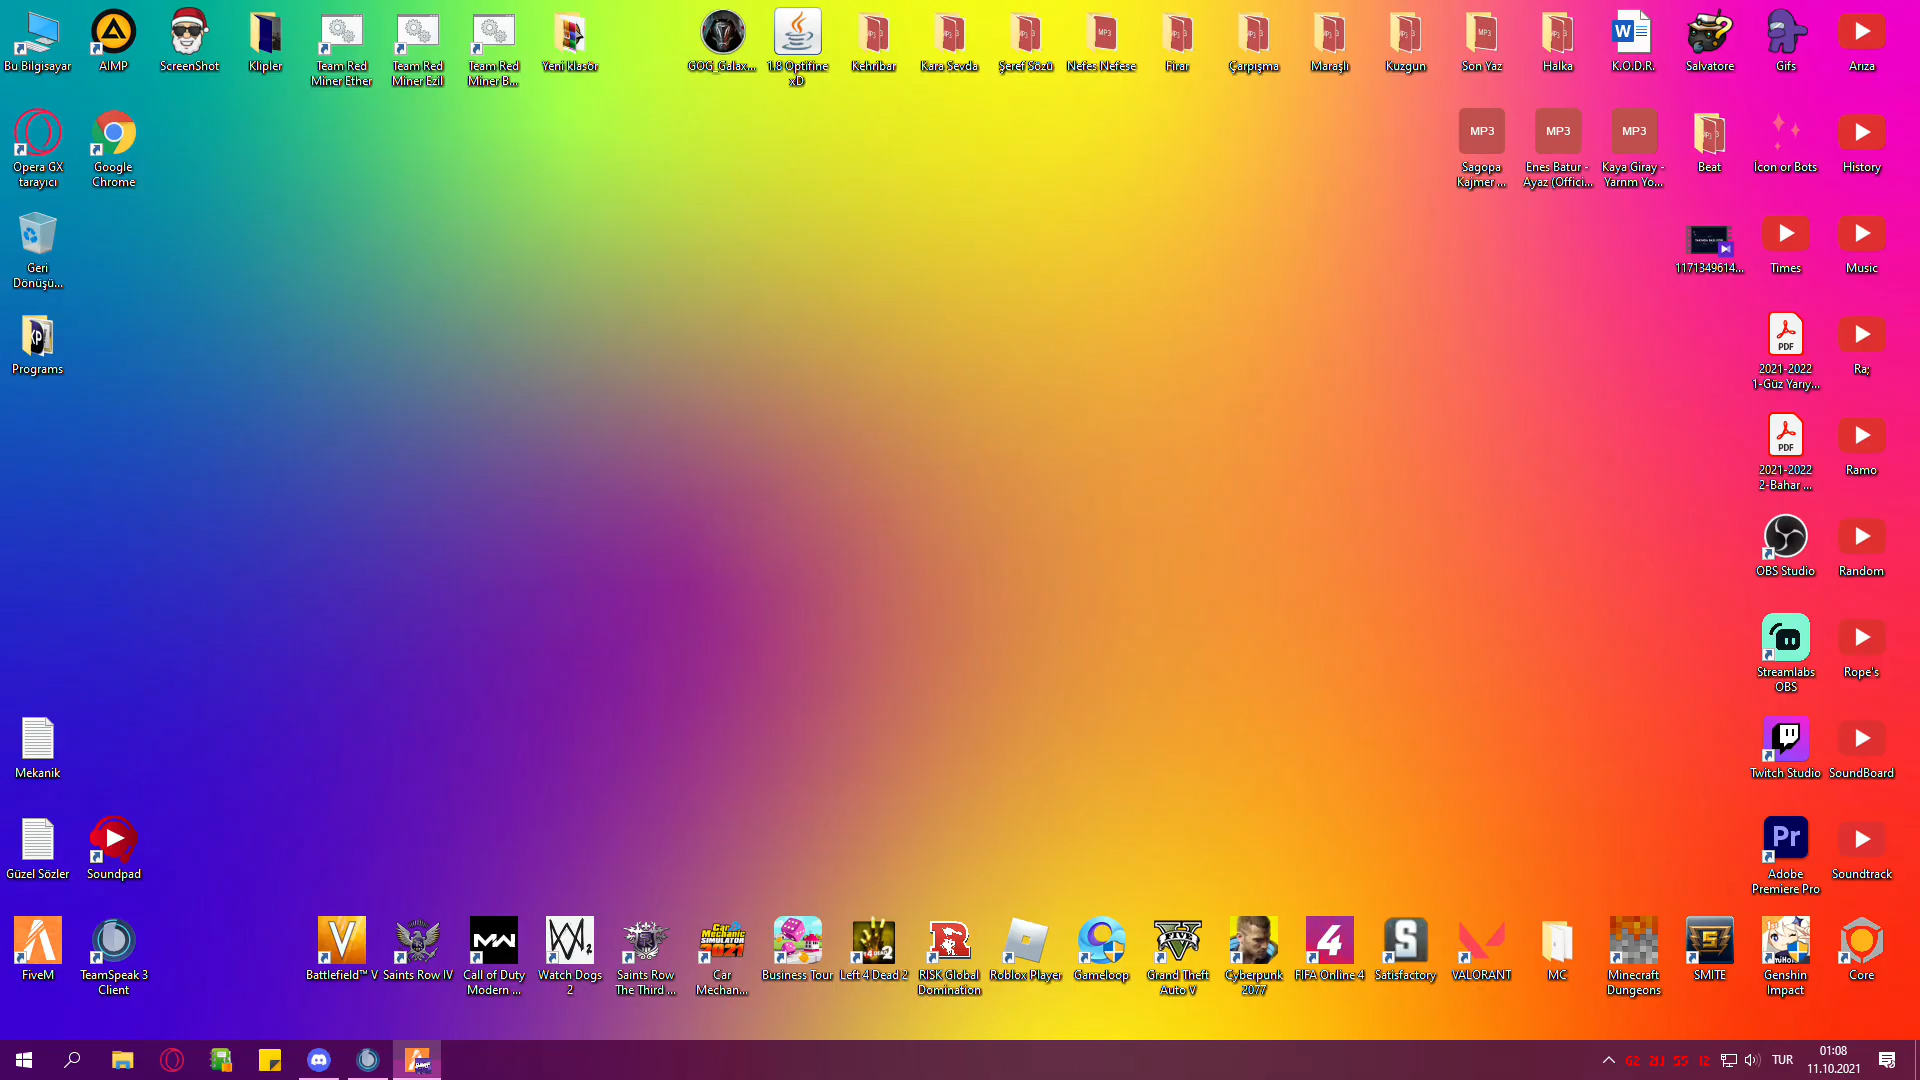 Bu Bilgisayar
AIMP
ScreenShot
Klipler
Team Red
Miner Ether
Team Red
Miner Ezil
Team Red
Miner B...
Yeni klasör
GOG_Galax...
1.8 Optifine
xD
Kehribar
Kara Sevda
Şeref Sözü
Nefes Nefese
Firar
Çarpışma
Maraşlı
Kuzgun
MP3
Son Yaz
Halka
K.O.D.R.
Salvatore
Gifs
Arıza
Opera GX
tarayıcı
Google
Chrome
MP3
Sagopa
Kajmer ...
MP3
Enes Batur -
Ayaz (Offici...
MP3
Kaya Giray -
Yarım Yo...
Beat
İcon or Bots
History
Geri
Dönüşü...
1171349614...
Times
Music
Programs
PDF
2021-2022
1-Güz Yarıy...
Ra;
PDF
2021-2022
2-Bahar ...
Ramo
OBS Studio
Random
Streamlabs
OBS
Rope's
Mekanik
Twitch Studio
SoundBoard
Güzel Sözler
Soundpad
Pr
Adobe
Premiere Pro
Soundtrack
FiveM
TeamSpeak 3
Client
Battlefield™ V
Saints Row IV
Call of Duty
Modern ...
Watch Dogs
2
Saints Row
The Third ...
Car
Mechan...
Business Tour
Left 4 Dead 2
RISK Global
Domination
Roblox Player
Gameloop
Grand Theft
Auto V
Cyberpunk
2077
FIFA Online 4
Satisfactory
VALORANT
MC
Minecraft
Dungeons
SMITE
Genshin
Impact
Core
TUR
01:08
11.10.2021